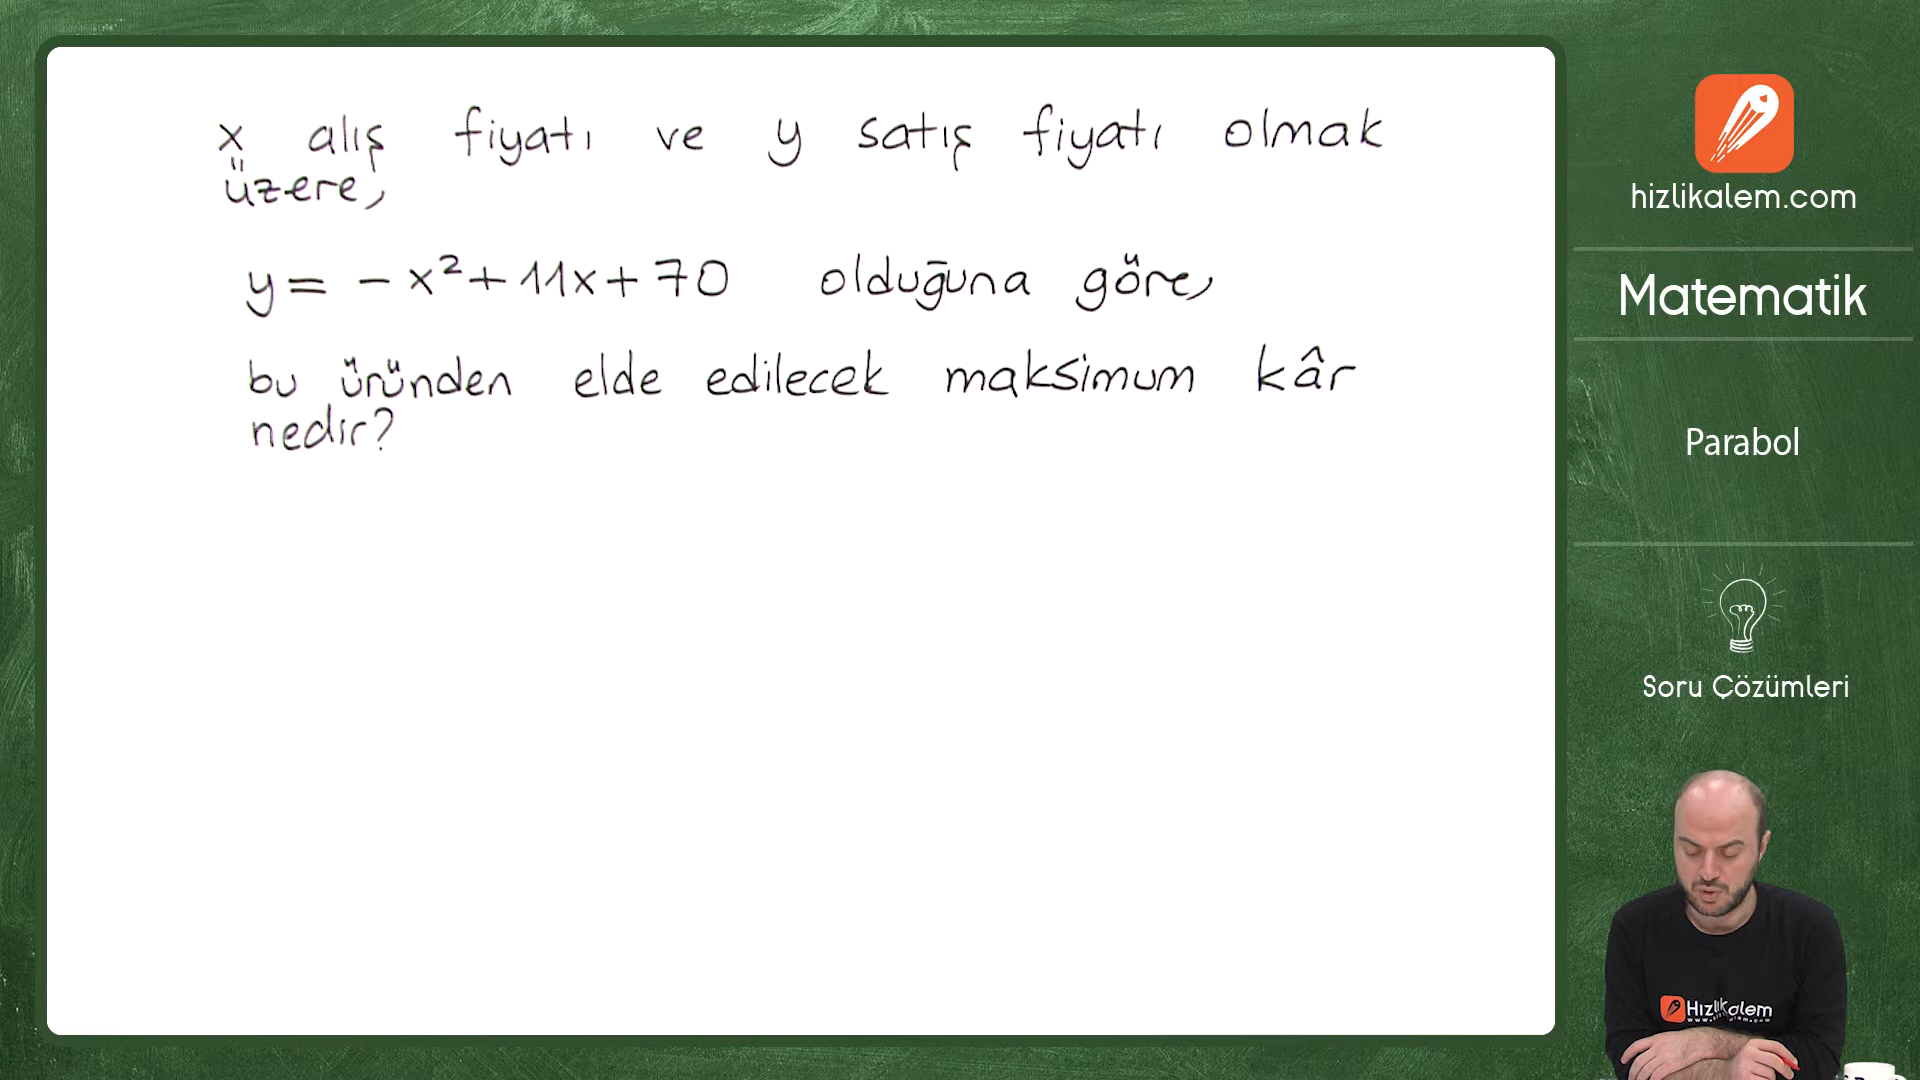 x alış fiyatı ve y satış fiyatı olmak
üzere,
y = - x² + 11x + 70 olduğuna göre,
bu üründen elde edilecek maksimum kâr
nedir?
hizlikalem.com
Matematik
Parabol
Soru Çözümleri
HızlıKalem